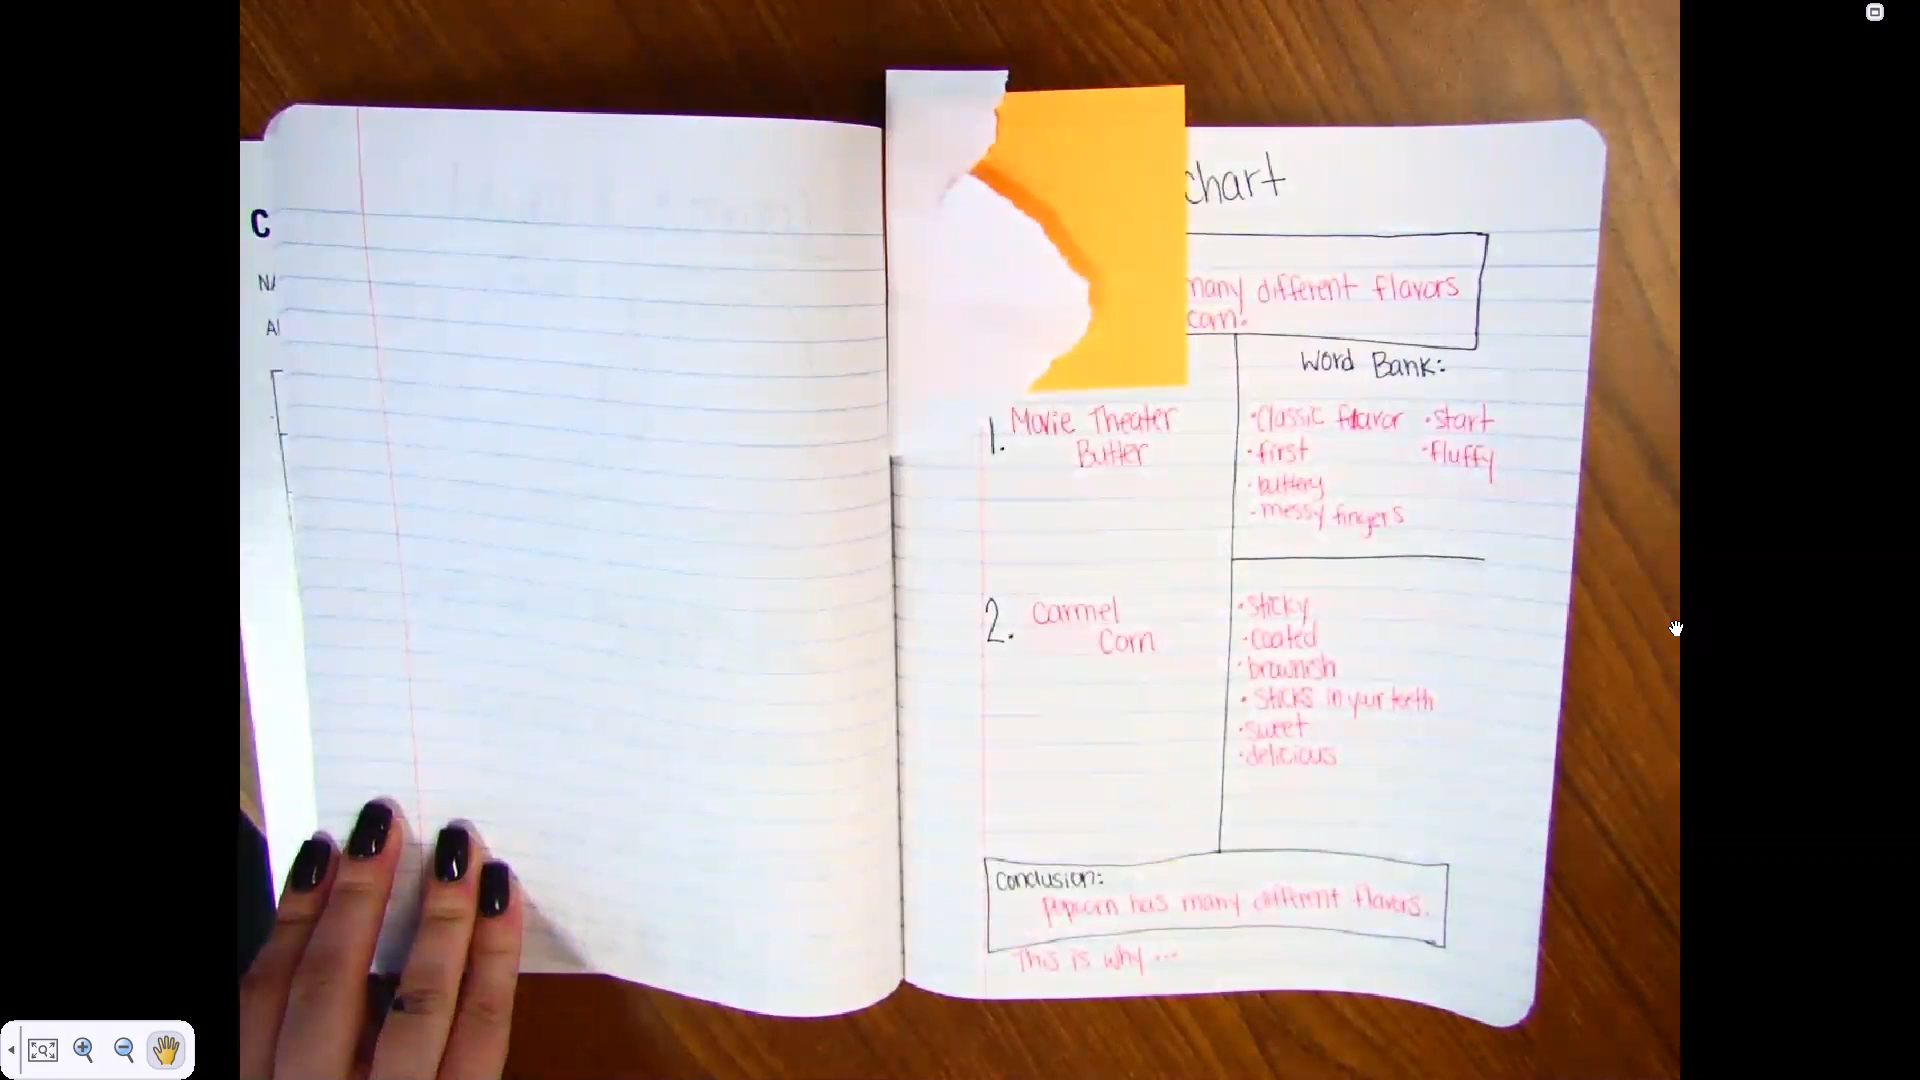 C
NA
Al
chart
many different flavors
corn.
Word Bank:
1. Movie Theater
Butter
•Classic flavor •start
•first •fluffy
•buttery
•messy fingers
2. Carmel
Corn
•sticky
•coated
•brownish
•sticks in your teeth
•sweet
•delicious
Conclusion:
popcorn has many different flavors.
This is why ...